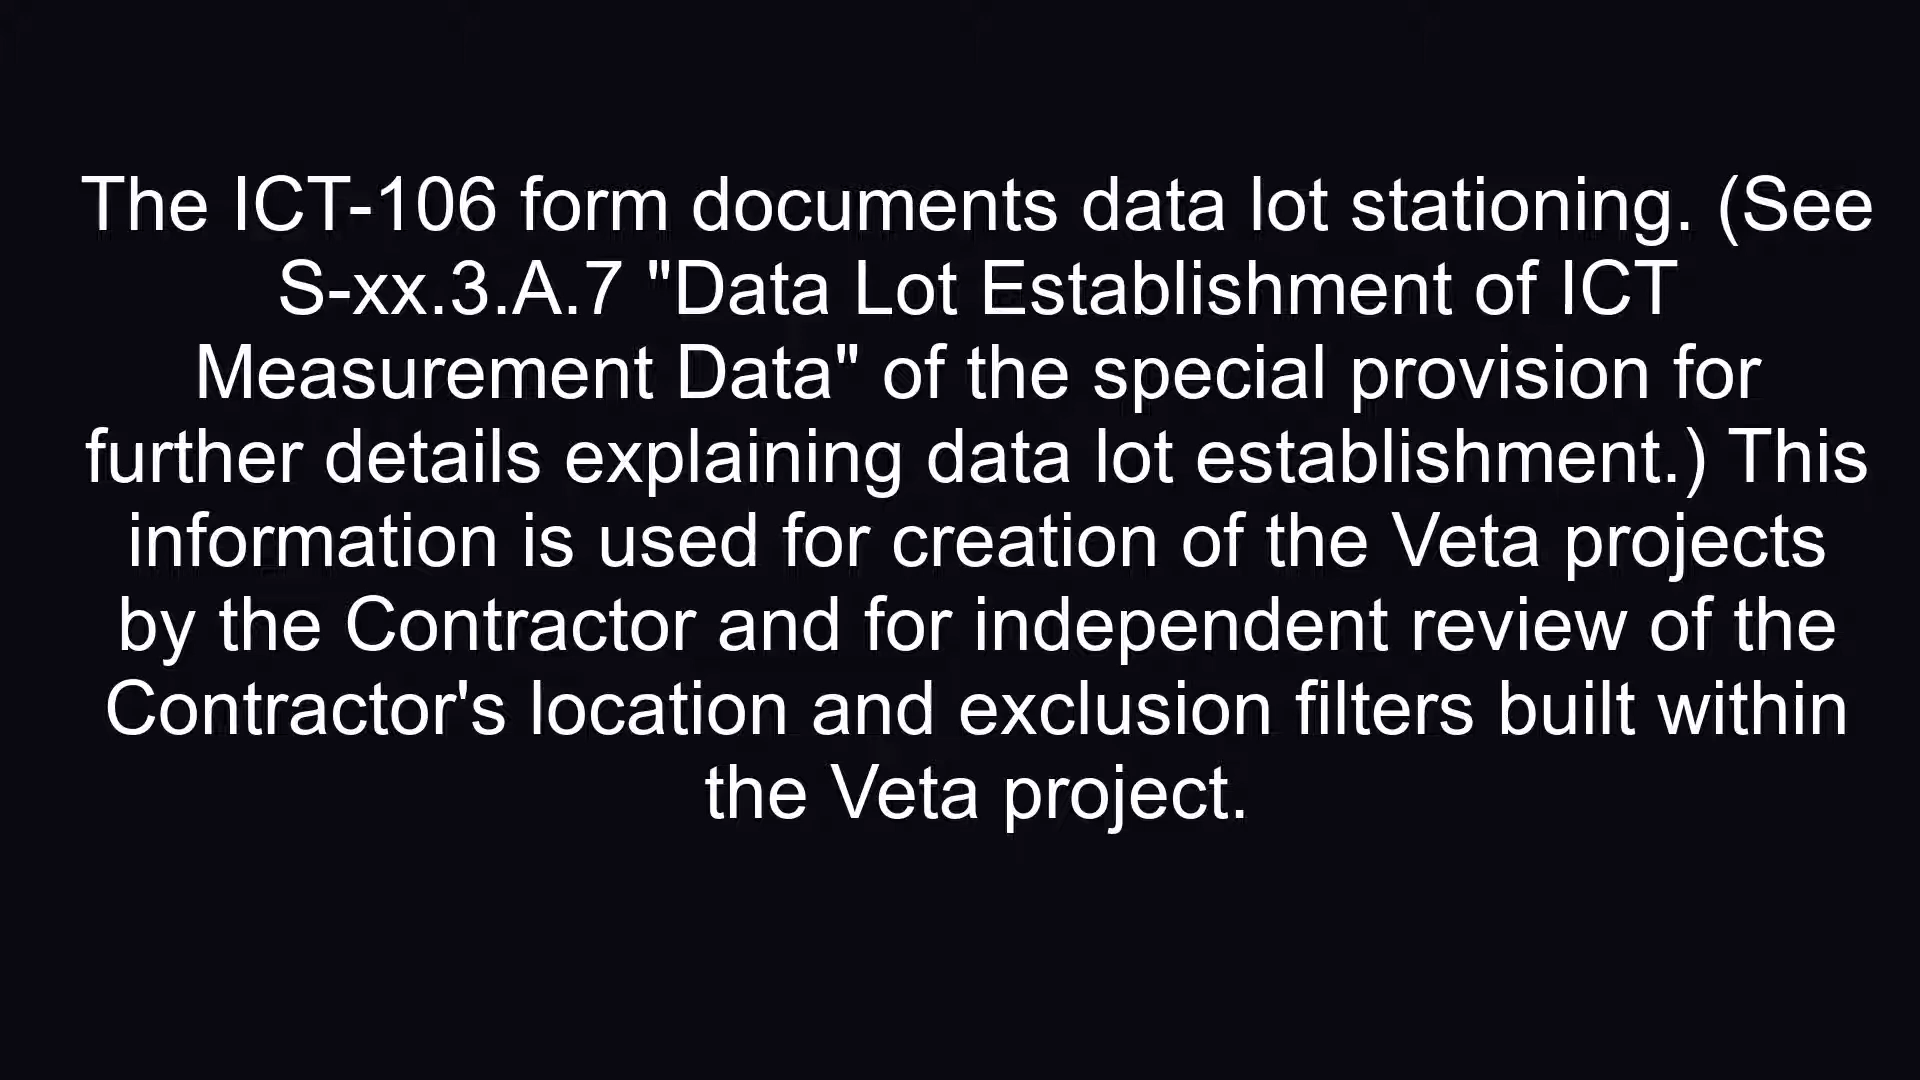 The ICT-106 form documents data lot stationing. (See
S-xx.3.A.7 "Data Lot Establishment of ICT
Measurement Data" of the special provision for
further details explaining data lot establishment.) This
information is used for creation of the Veta projects
by the Contractor and for independent review of the
Contractor's location and exclusion filters built within
the Veta project.